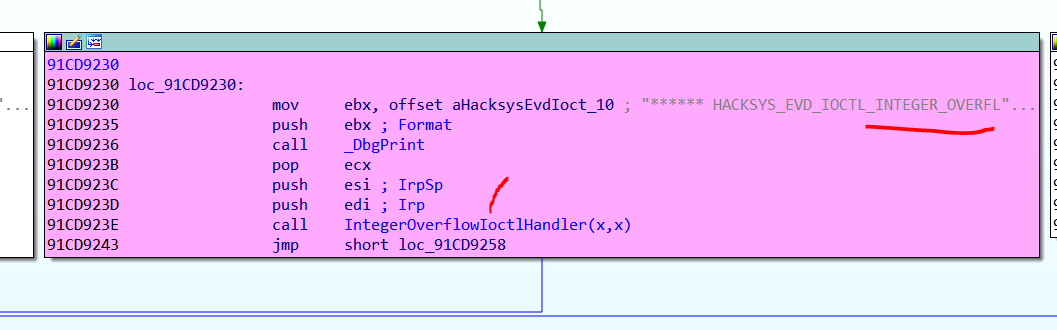 91CD9230
91CD9230 loc_91CD9230:
91CD9230 mov ebx, offset aHacksysEvdIoct_10 ; "****** HACKSYS_EVD_IOCTL_INTEGER_OVERFL"...
91CD9235 push ebx ; Format
91CD9236 call _DbgPrint
91CD923B pop ecx
91CD923C push esi ; IrpSp
91CD923D push edi ; Irp
91CD923E call IntegerOverflowIoctlHandler(x,x)
91CD9243 jmp short loc_91CD9258